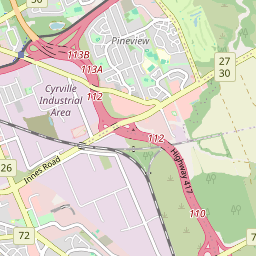 30
Pineview
113B
113A
27
30
Cyrville
Industrial
Area
112
112
Innes Road
26
Highway 417
110
72